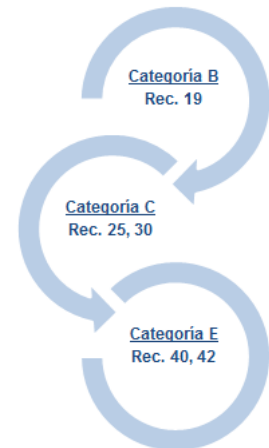 Categoría B
Rec. 19
Categoría C
Rec. 25, 30
Categoría E
Rec. 40, 42